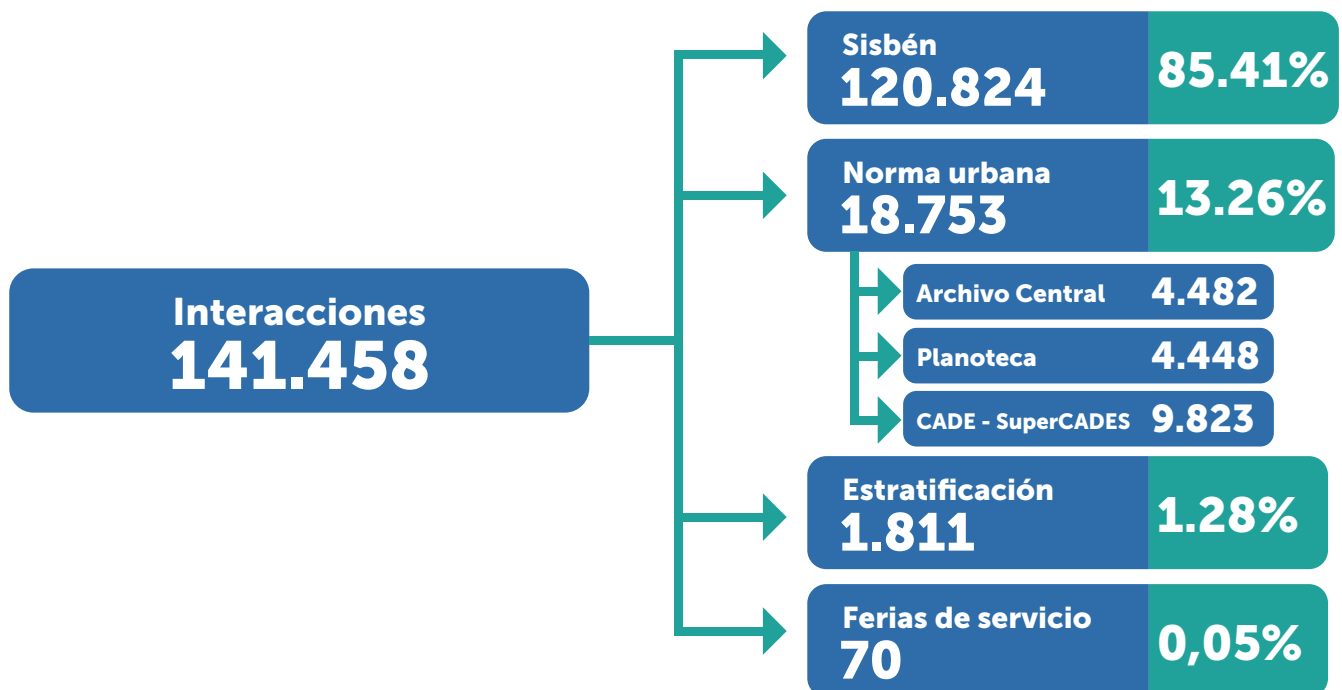 Interacciones
141.458
Sisbén
120.824
85.41%
Norma urbana
18.753
13.26%
Archivo Central 4.482
Planoteca 4.448
CADE - SuperCADES 9.823
Estratificación
1.811
1.28%
Ferias de servicio
70
0,05%